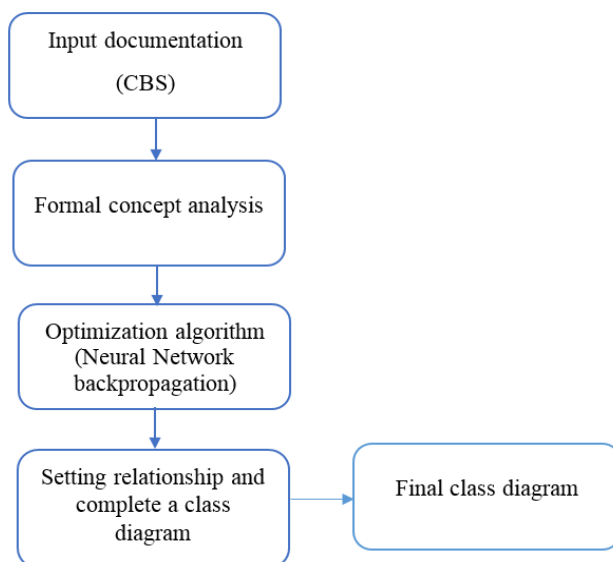 Input documentation
(CBS)
Formal concept analysis
Optimization algorithm
(Neural Network
backpropagation)
Setting relationship and
complete a class
diagram
Final class diagram